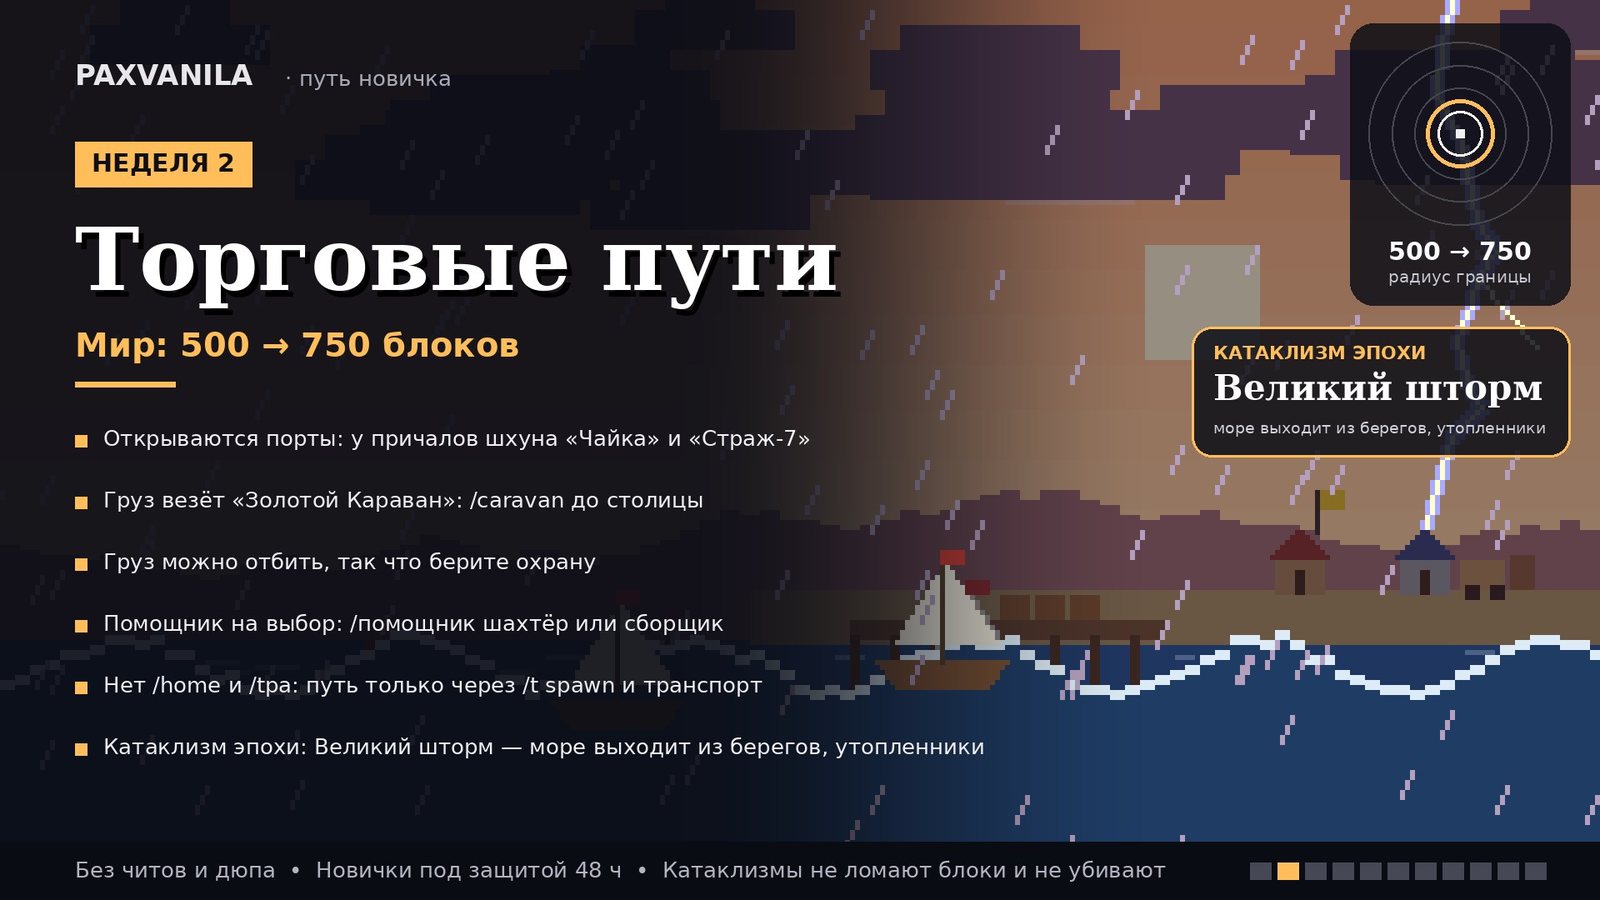 PAXVANILA · путь новичка
НЕДЕЛЯ 2
Торговые пути
Мир: 500 → 750 блоков
Открываются порты: у причалов шхуна «Чайка» и «Страж-7»
Груз везёт «Золотой Караван»: /caravan до столицы
Груз можно отбить, так что берите охрану
Помощник на выбор: /помощник шахтёр или сборщик
Нет /home и /tpa: путь только через /t spawn и транспорт
Катаклизм эпохи: Великий шторм — море выходит из берегов, утопленники
500 → 750
радиус границы
КАТАКЛИЗМ ЭПОХИ
Великий шторм
море выходит из берегов, утопленники
Без читов и дюпа • Новички под защитой 48 ч • Катаклизмы не ломают блоки и не убивают